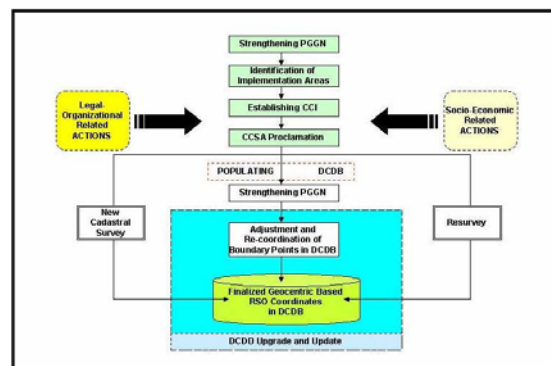 Strengthening PGGN
Identification of
Implementation Areas
Establishing CCI
CCSA Proclamation
Legal-
Organizational
Related
ACTIONS
Socio-Economic
Related
ACTIONS
POPULATING DCDB
Strengthening PGGN
New
Cadastral
Survey
Resurvey
Adjustment and
Re-coordination of
Boundary Points in DCDB
Finalized Geocentric Based
RSO Coordinates
in DCDB
DCDD Upgrade and Update